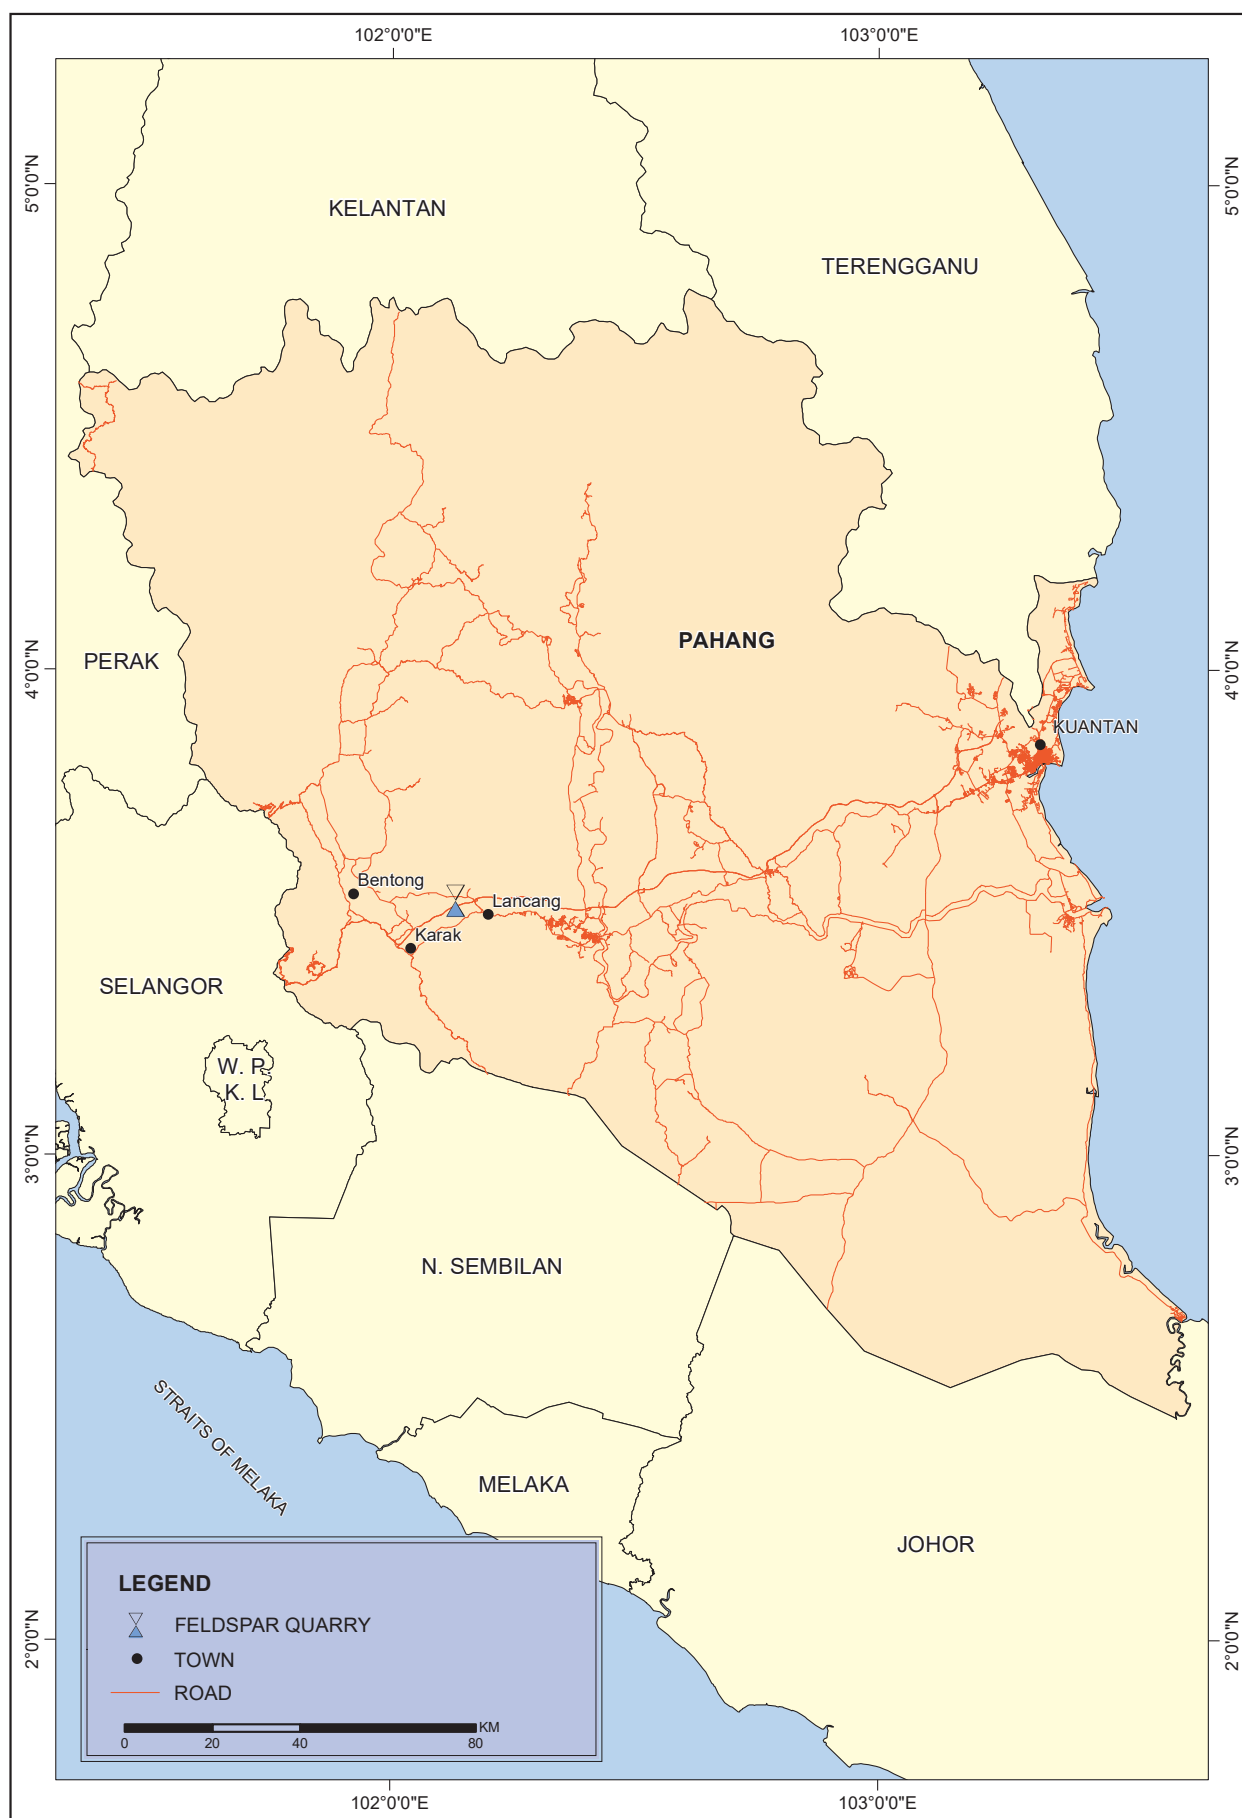 102°0'0"E
103°0'0"E
5°0'0"N
5°0'0"N
KELANTAN
TERENGGANU
PAHANG
PERAK
4°0'0"N
4°0'0"N
KUANTAN
Bentong
Lancang
Karak
SELANGOR
W. P.
K. L
3°0'0"N
3°0'0"N
N. SEMBILAN
STRAITS OF MELAKA
MELAKA
JOHOR
LEGEND
FELDSPAR QUARRY
TOWN
ROAD
KM
0 20 40 80
2°0'0"N
2°0'0"N
102°0'0"E
103°0'0"E